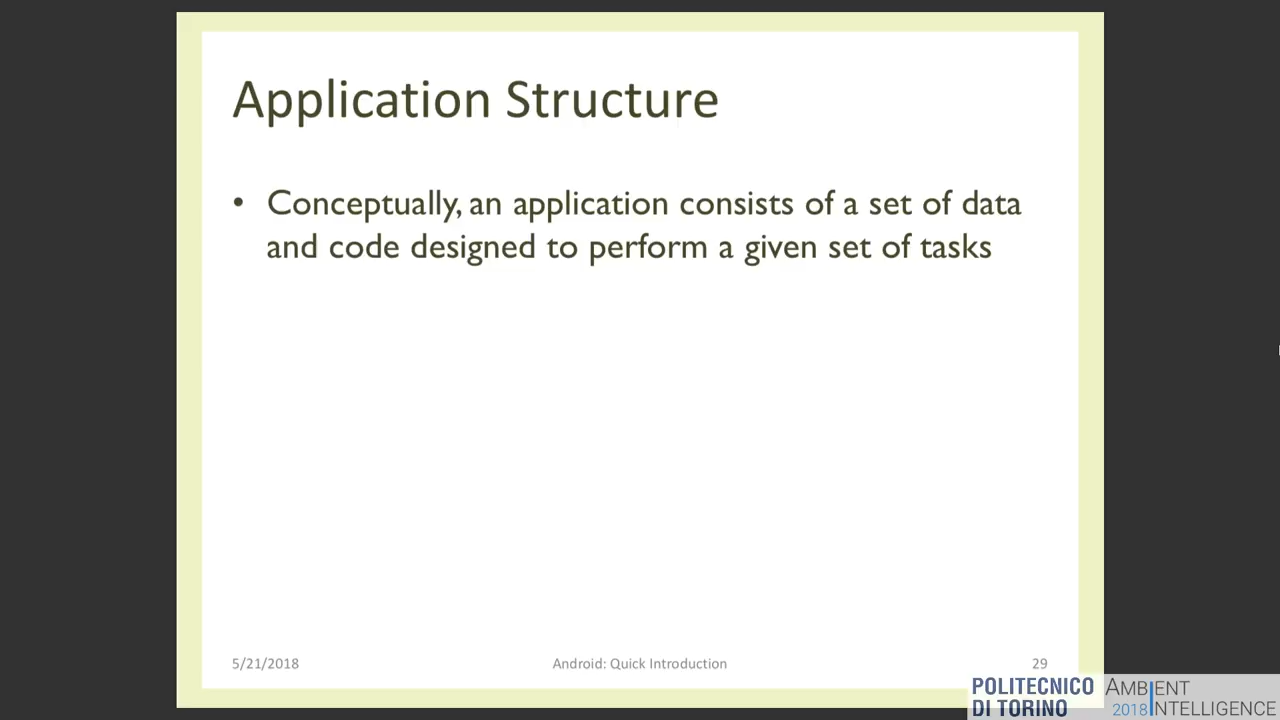 Application Structure
• Conceptually, an application consists of a set of data
and code designed to perform a given set of tasks
5/21/2018 Android: Quick Introduction 29
POLITECNICO
DI TORINO
AMBIENT
2018 INTELLIGENCE